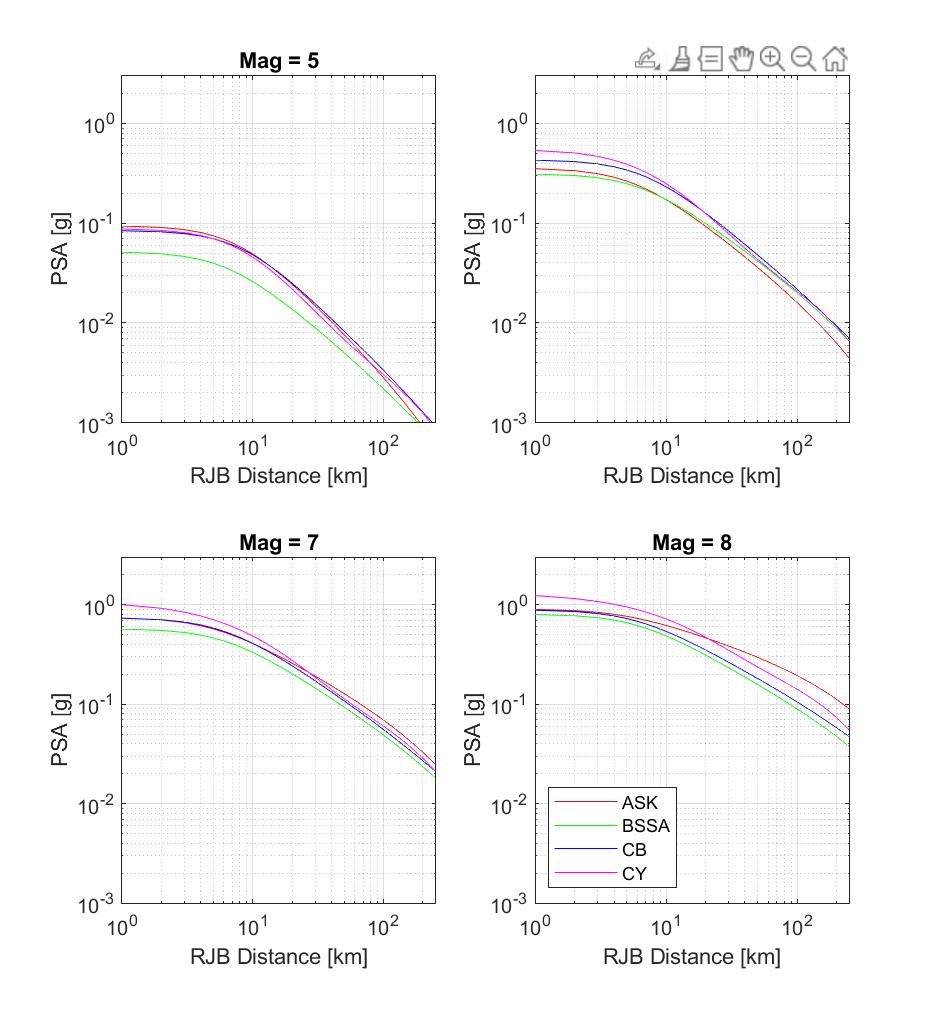 Mag = 5
10^0
10^-1
10^-2
10^-3
PSA [g]
10^0 10^1 10^2
RJB Distance [km]
10^0
10^-1
10^-2
10^-3
PSA [g]
10^0 10^1 10^2
RJB Distance [km]
Mag = 7
10^0
10^-1
10^-2
10^-3
PSA [g]
10^0 10^1 10^2
RJB Distance [km]
Mag = 8
10^0
10^-1
10^-2
10^-3
PSA [g]
ASK
BSSA
CB
CY
10^0 10^1 10^2
RJB Distance [km]